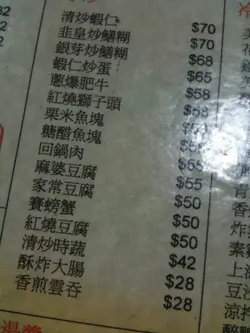 清炒蝦仁 $70
韭皇炒鱔糊 $70
銀芽炒鱔糊 $68
蝦仁炒蛋 $65
蔥爆肥牛 $58
紅燒獅子頭 $58
栗米魚塊 $58
糖醋魚塊 $58
回鍋肉 $55
麻婆豆腐 $55
家常豆腐 $50
賽螃蟹 $50
紅燒豆腐 $50
清炒時蔬 $42
酥炸大腸 $28
香煎雲吞 $28